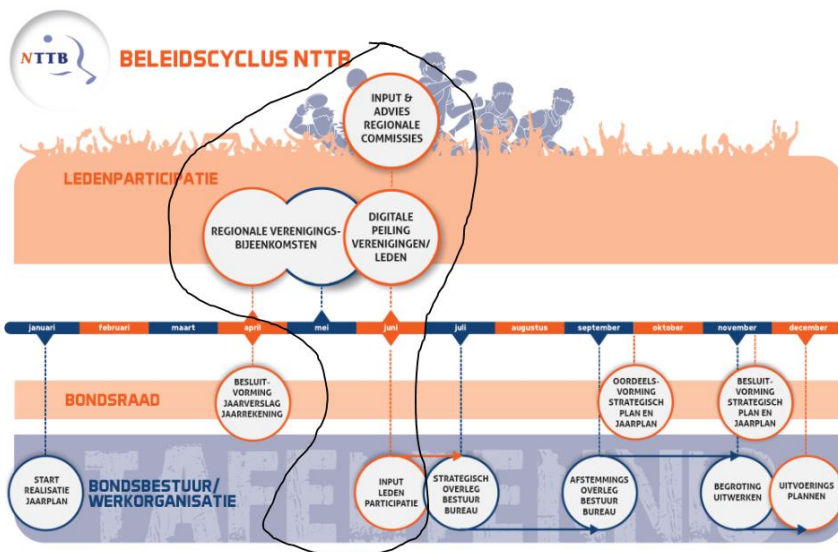 NTTB
BELEIDSCYCLUS NTTB
INPUT &
ADVIES
REGIONALE
COMMISSIES
LEDENPARTICIPATIE
REGIONALE VERENIGINGS-
BIJEENKOMSTEN
DIGITALE
PEILING
VERENIGINGEN/
LEDEN
januari februari maart april mei juni juli augustus september oktober november december
BONDSRAAD
BESLUIT-
VORMING
JAARVERSLAG
JAARREKENING
OORDEELS-
VORMING
STRATEGISCH
PLAN EN
JAARPLAN
BESLUIT-
VORMING
STRATEGISCH
PLAN EN
JAARPLAN
TAFELTENNIS
START
REALISATIE
JAARPLAN
BONDSBESTUUR/
WERKORGANISATIE
INPUT
LEDEN
PARTICIPATIE
STRATEGISCH
OVERLEG
BESTUUR
BUREAU
AFSTEMMINGS
OVERLEG
BESTUUR
BUREAU
BEGROTING
UITWERKEN
UITVOERINGS
PLANNEN